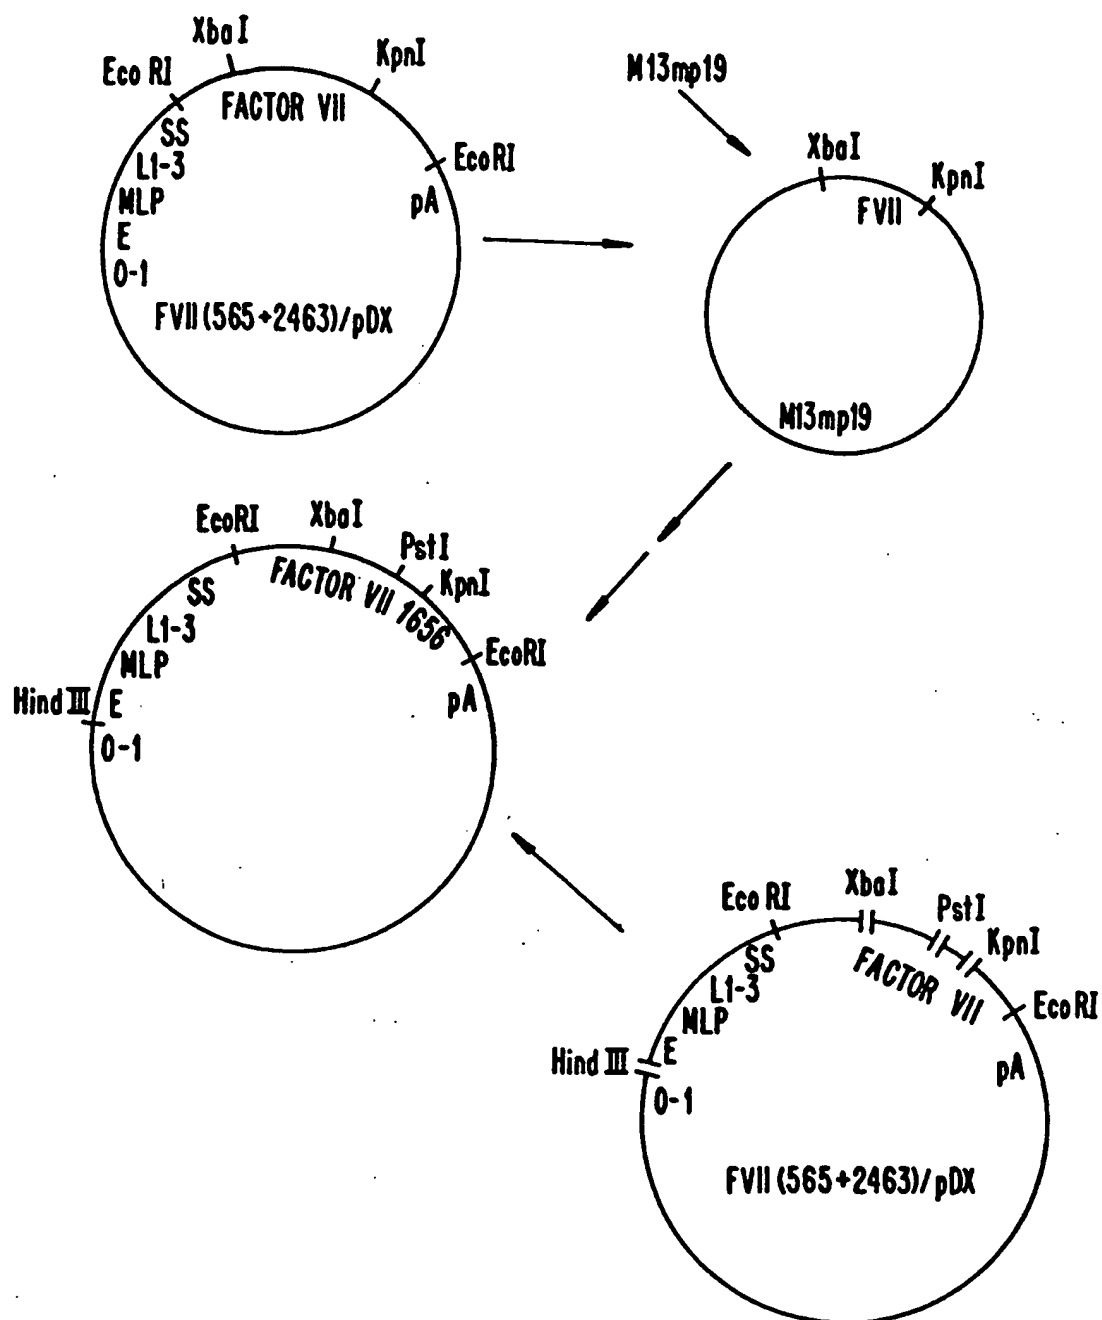 XbaI
Eco RI
KpnI
FACTOR VII
SS
L1-3
EcoRI
MLP
pA
E
0-1
FVII (565+2463)/pDX
M13mp19
XbaI
KpnI
FVII
M13mp19
EcoRI
XbaI
PstI
KpnI
SS
FACTOR VII 1656
L1-3
EcoRI
MLP
Hind III
E
pA
0-1
XbaI
Eco RI
PstI
KpnI
SS
FACTOR VII
L1-3
Eco RI
MLP
Hind III
E
pA
0-1
FVII (565+2463)/pDX